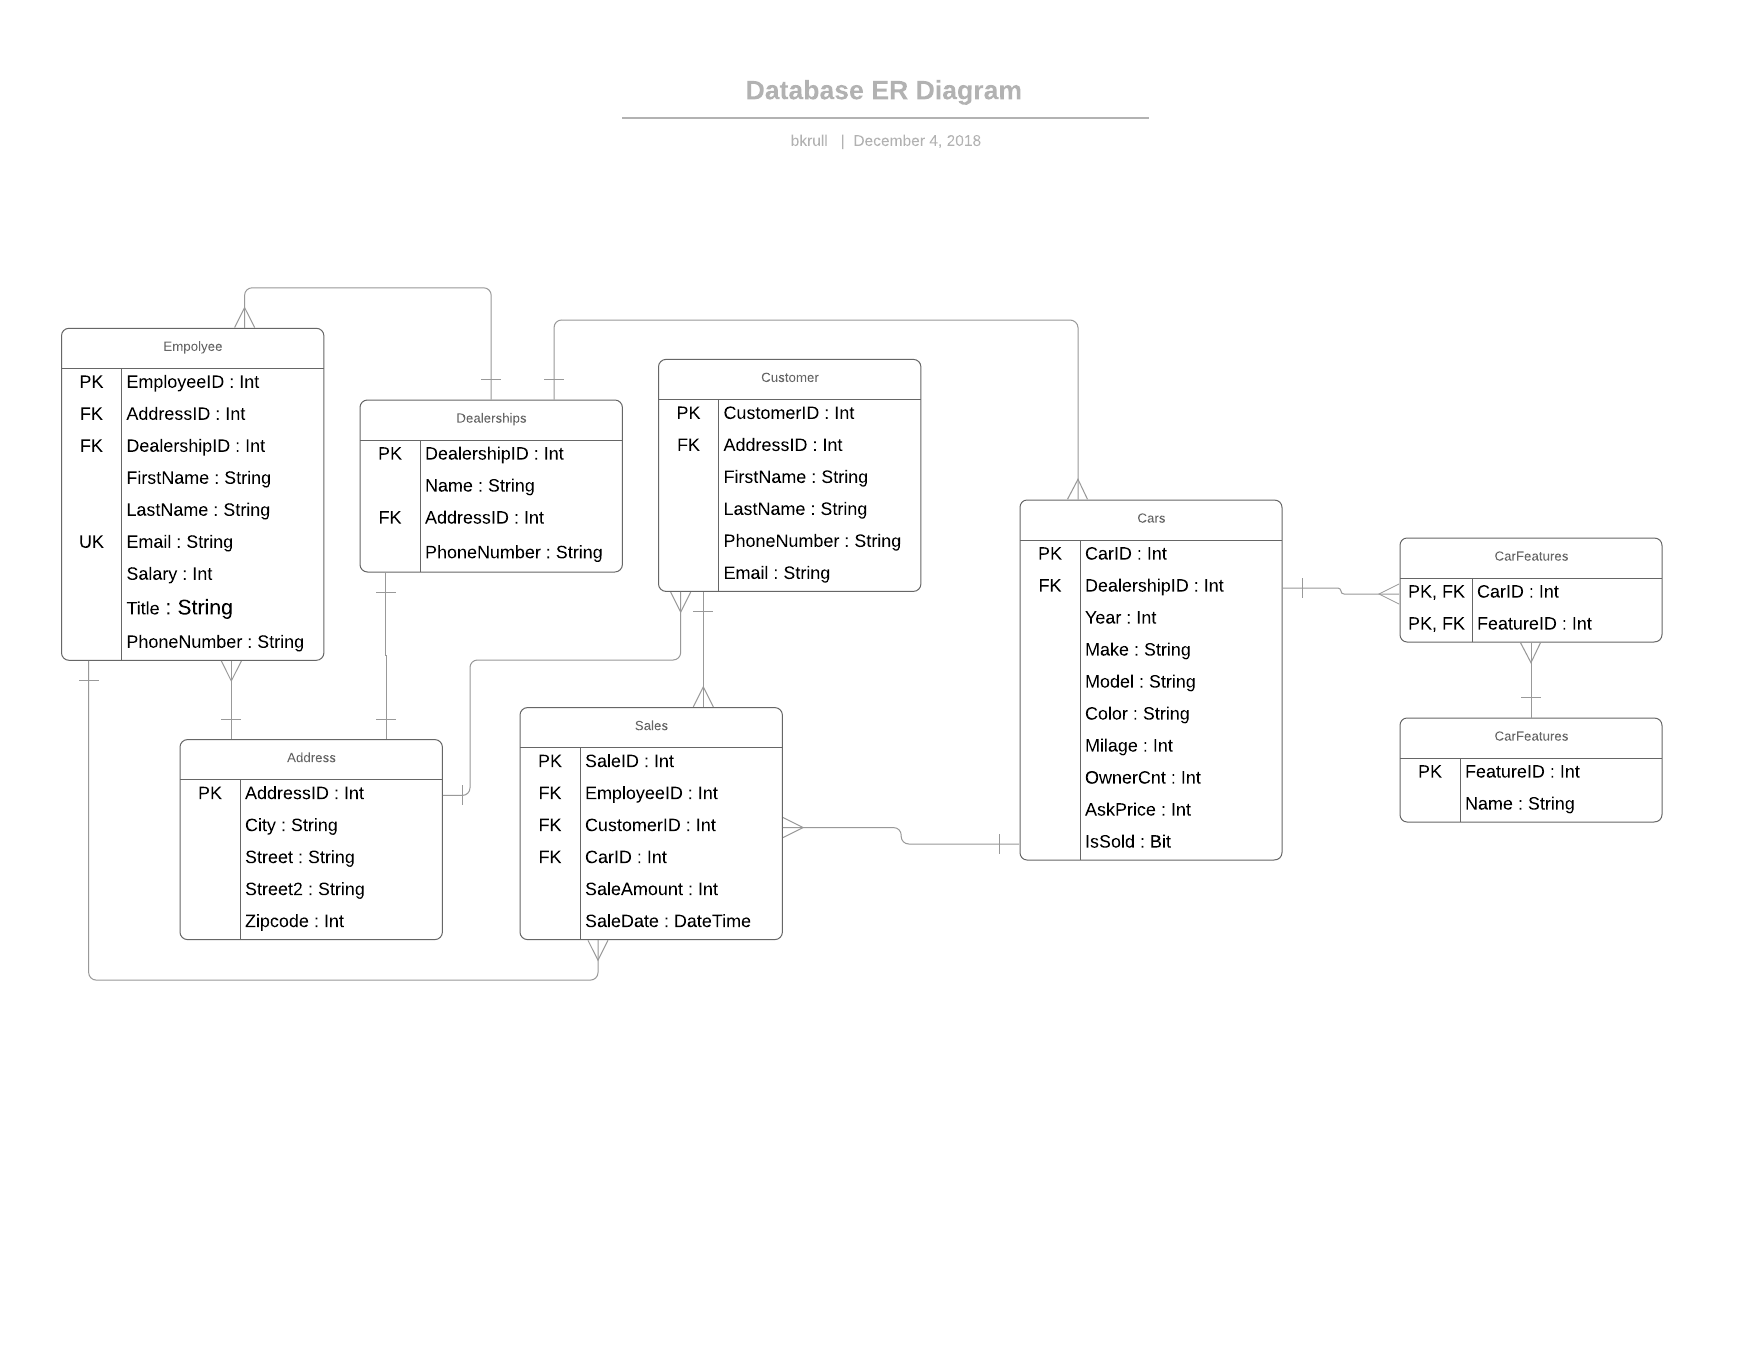 Database ER Diagram
bkrull | December 4, 2018
Empolyee
PK EmployeeID : Int
FK AddressID : Int
FK DealershipID : Int
FirstName : String
LastName : String
UK Email : String
Salary : Int
Title : String
PhoneNumber : String
Dealerships
PK DealershipID : Int
Name : String
FK AddressID : Int
PhoneNumber : String
Customer
PK CustomerID : Int
FK AddressID : Int
FirstName : String
LastName : String
PhoneNumber : String
Email : String
Cars
PK CarID : Int
FK DealershipID : Int
Year : Int
Make : String
Model : String
Color : String
Milage : Int
OwnerCnt : Int
AskPrice : Int
IsSold : Bit
CarFeatures
PK, FK CarID : Int
PK, FK FeatureID : Int
Address
PK AddressID : Int
City : String
Street : String
Street2 : String
Zipcode : Int
Sales
PK SaleID : Int
FK EmployeeID : Int
FK CustomerID : Int
FK CarID : Int
SaleAmount : Int
SaleDate : DateTime
CarFeatures
PK FeatureID : Int
Name : String